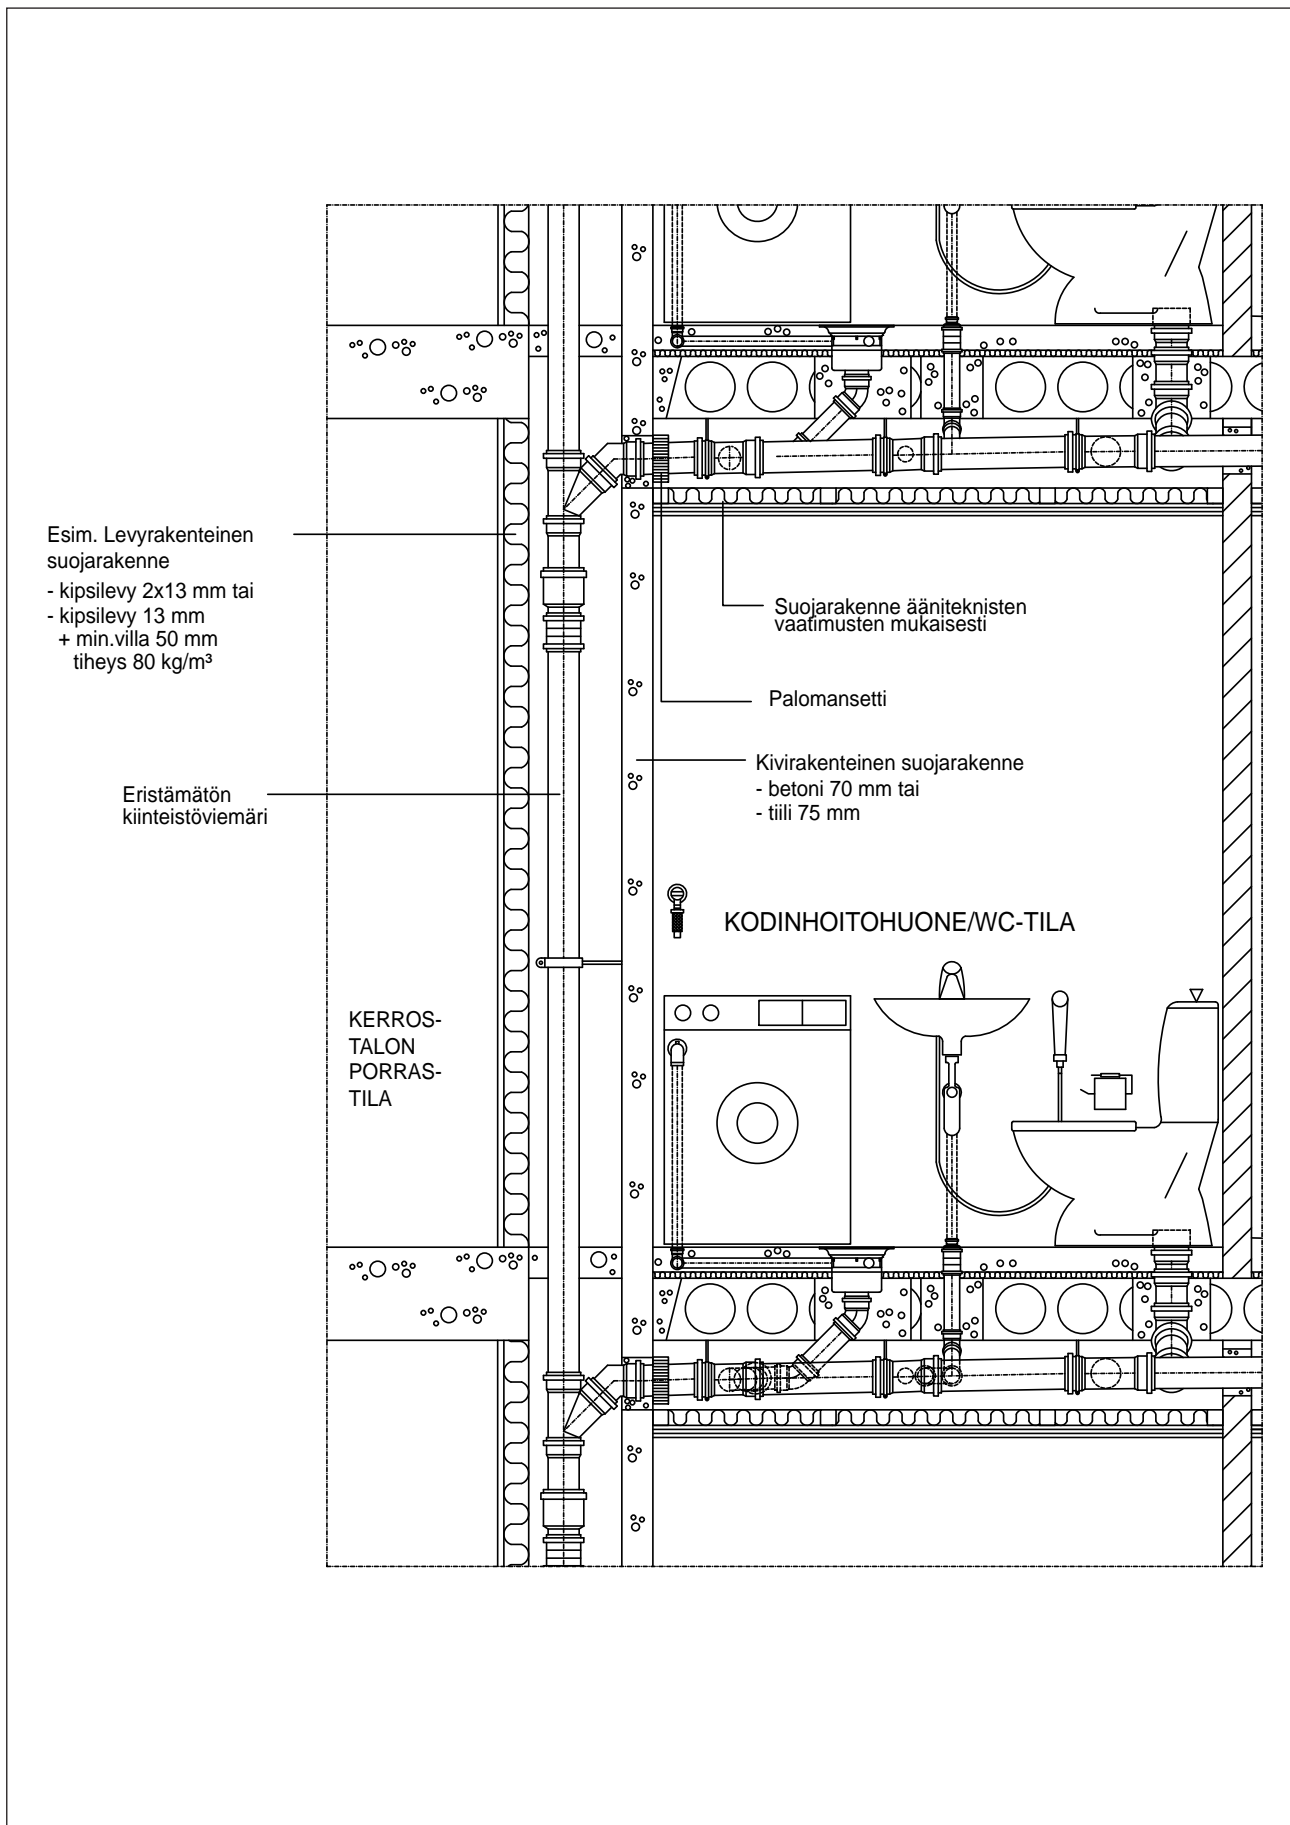 Esim. Levyrakenteinen
suojarakenne
- kipsilevy 2x13 mm tai
- kipsilevy 13 mm
+ min.villa 50 mm
tiheys 80 kg/m³
Suojarakenne ääniteknisten
vaatimusten mukaisesti
Palomansetti
Kivirakenteinen suojarakenne
- betoni 70 mm tai
- tiili 75 mm
Eristämätön
kiinteistöviemäri
KODINHOITOHUONE/WC-TILA
KERROS-
TALON
PORRAS-
TILA